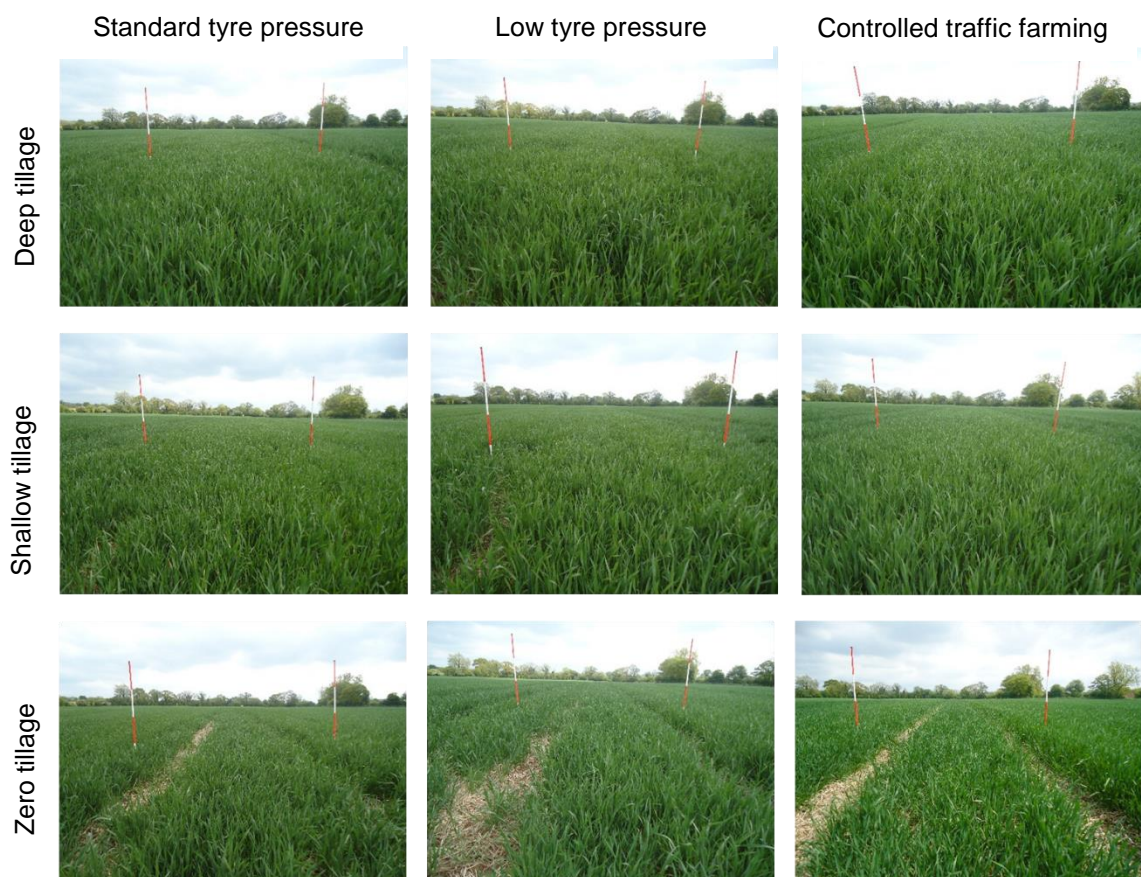 Standard tyre pressure
Low tyre pressure
Controlled traffic farming
Deep tillage
Shallow tillage
Zero tillage